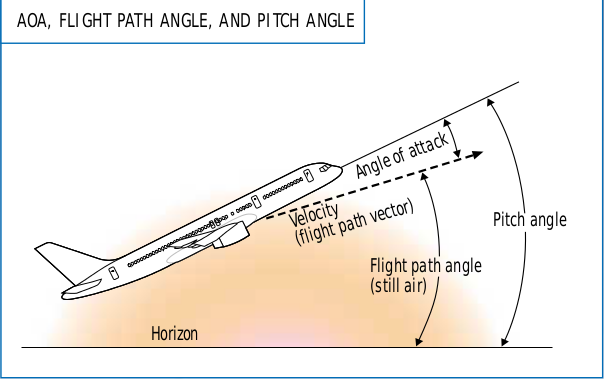 AOA, FLIGHT PATH ANGLE, AND PITCH ANGLE
Angle of attack
Velocity
(flight path vector)
Pitch angle
Flight path angle
(still air)
Horizon